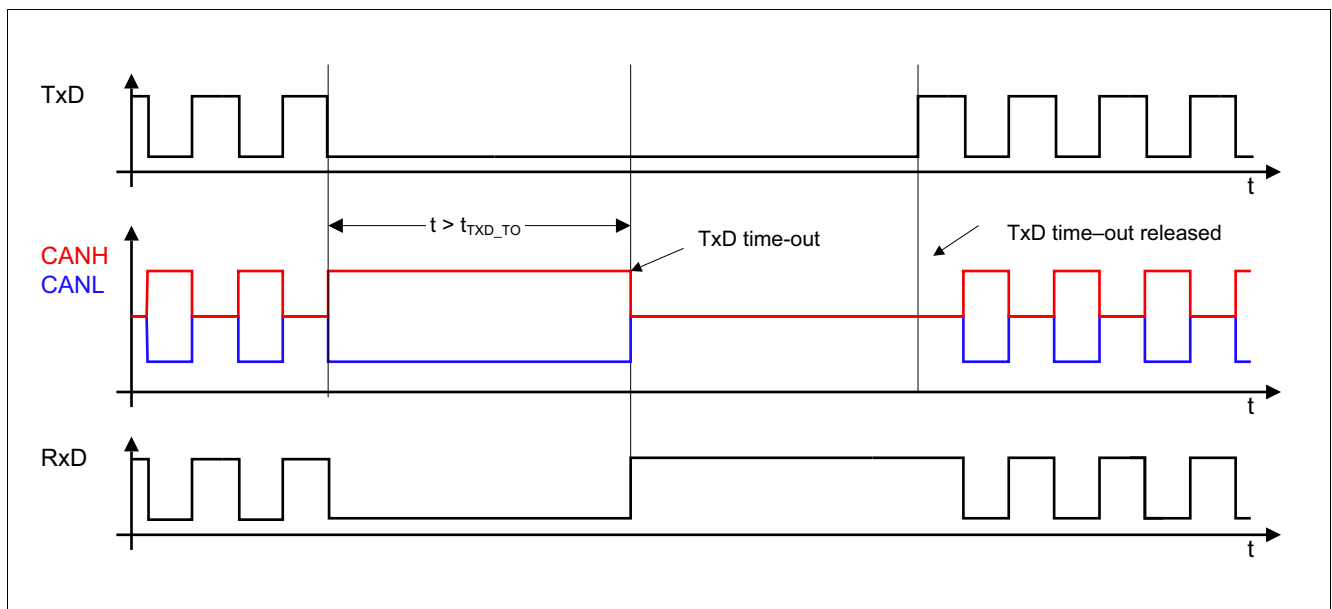 TxD
t
t > tTXD_TO
TxD time-out
TxD time–out released
CANH
CANL
t
RxD
t